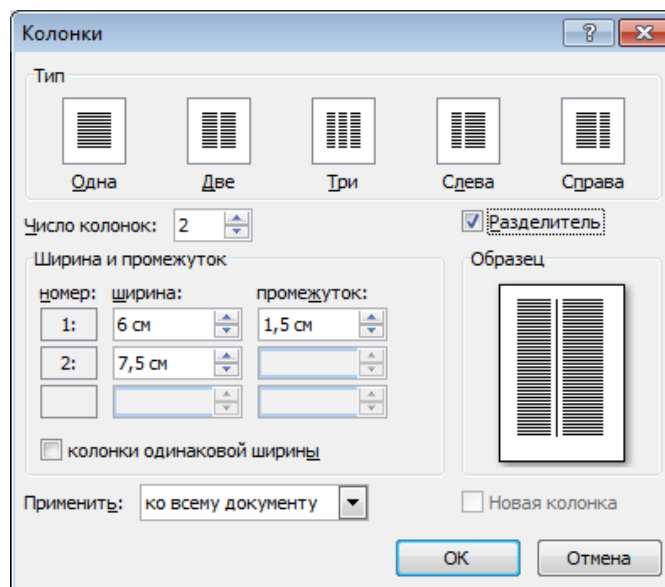 Колонки
Тип
Одна Две Три Слева Справа
Число колонок: 2 Разделитель
Ширина и промежуток Образец
номер: ширина: промежуток:
1: 6 см 1,5 см
2: 7,5 см
колонки одинаковой ширины
Применить: ко всему документу Новая колонка
ОК Отмена